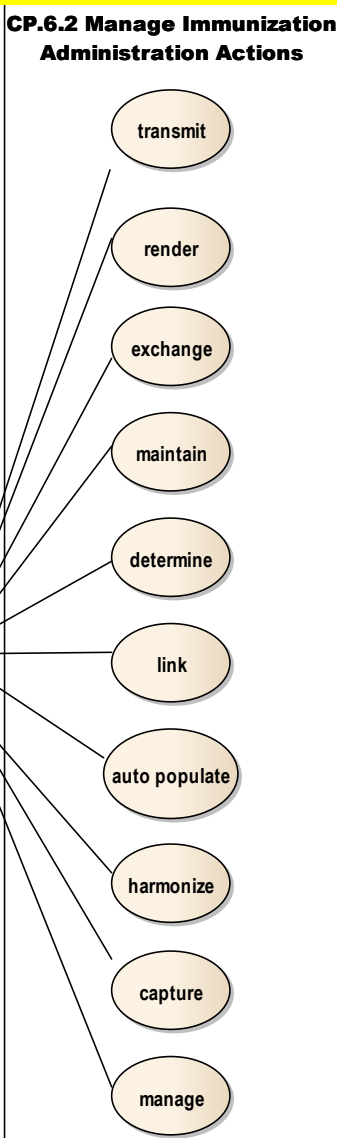 CP.6.2 Manage Immunization
Administration Actions
transmit
render
exchange
maintain
determine
link
auto populate
harmonize
capture
manage